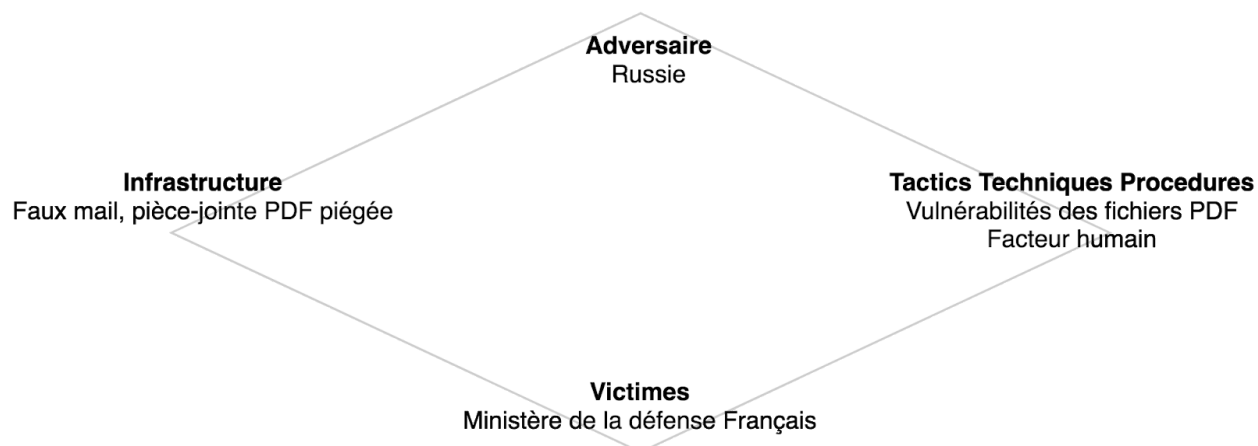 Adversaire
Russie
Infrastructure
Faux mail, pièce-jointe PDF piégée
Tactics Techniques Procedures
Vulnérabilités des fichiers PDF
Facteur humain
Victimes
Ministère de la défense Français